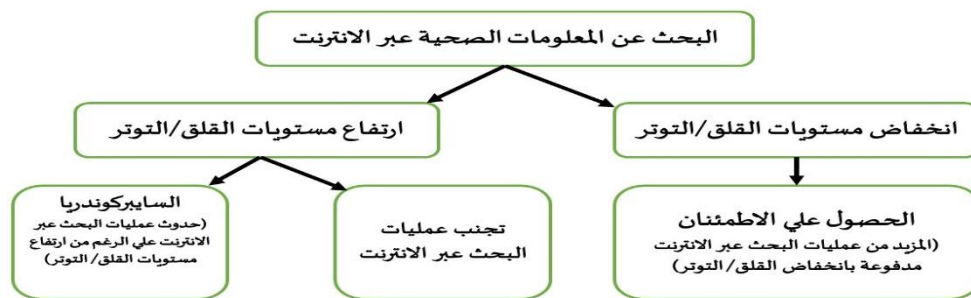 البحث عن المعلومات الصحية عبر الانترنت
انخفاض مستويات القلق/التوتر
ارتفاع مستويات القلق/التوتر
الحصول علي الاطمئنان
(المزيد من عمليات البحث عبر الانترنت
مدفوعة بانخفاض القلق/ التوتر)
تجنب عمليات
البحث عبر الانترنت
السايبركوندريا
(حدوث عمليات البحث عبر
الانترنت علي الرغم من ارتفاع
مستويات القلق/ التوتر)